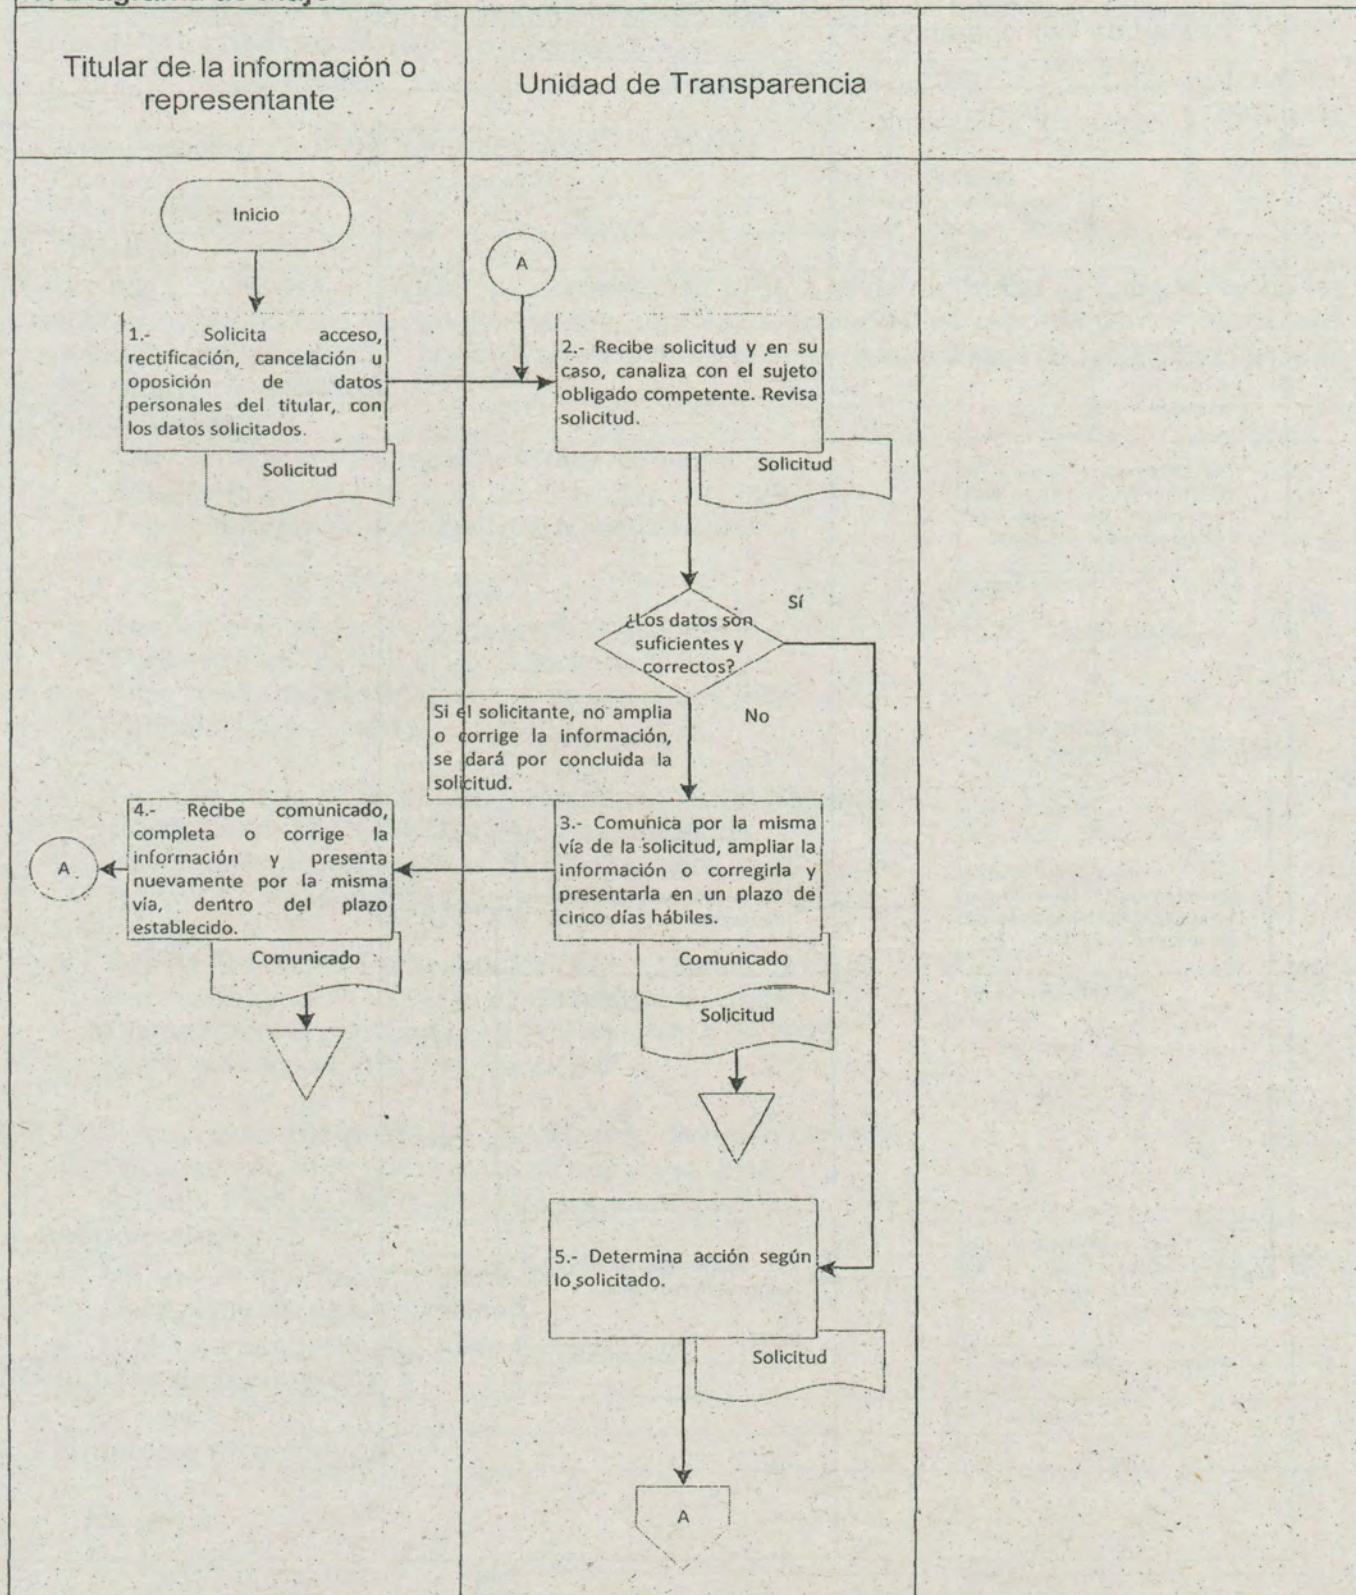 Titular de la información o
representante
Unidad de Transparencia
Inicio
A
1.- Solicita acceso,
rectificación, cancelación u
oposición de datos
personales del titular, con
los datos solicitados.
Solicitud
2.- Recibe solicitud y en su
caso, canaliza con el sujeto
obligado competente. Revisa
solicitud.
Solicitud
¿Los datos son
suficientes y
correctos?
Sí
No
Si el solicitante, no amplia
o corrige la información,
se dará por concluida la
solicitud.
3.- Comunica por la misma
vía de la solicitud, ampliar la
información o corregirla y
presentarla en un plazo de
cinco días hábiles.
Comunicado
Solicitud
4.- Recibe comunicado,
completa o corrige la
información y presenta
nuevamente por la misma
vía, dentro del plazo
establecido.
Comunicado
A
5.- Determina acción según
lo solicitado.
Solicitud
A